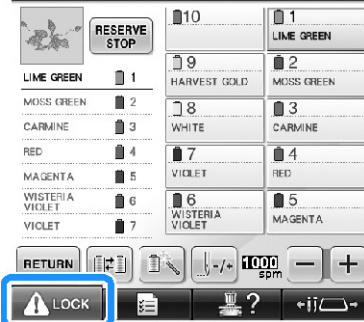 RESERVE
STOP
LIME GREEN 1
MOSS GREEN 2
CARMINE 3
RED 4
MAGENTA 5
WISTERIA
VIOLET 6
VIOLET 7
10
1
LIME GREEN
9
HARVEST GOLD
2
MOSS GREEN
8
WHITE
3
CARMINE
7
VIOLET
4
RED
6
WISTERIA
VIOLET
5
MAGENTA
RETURN
-/+
1000
spm
−
+
LOCK
?